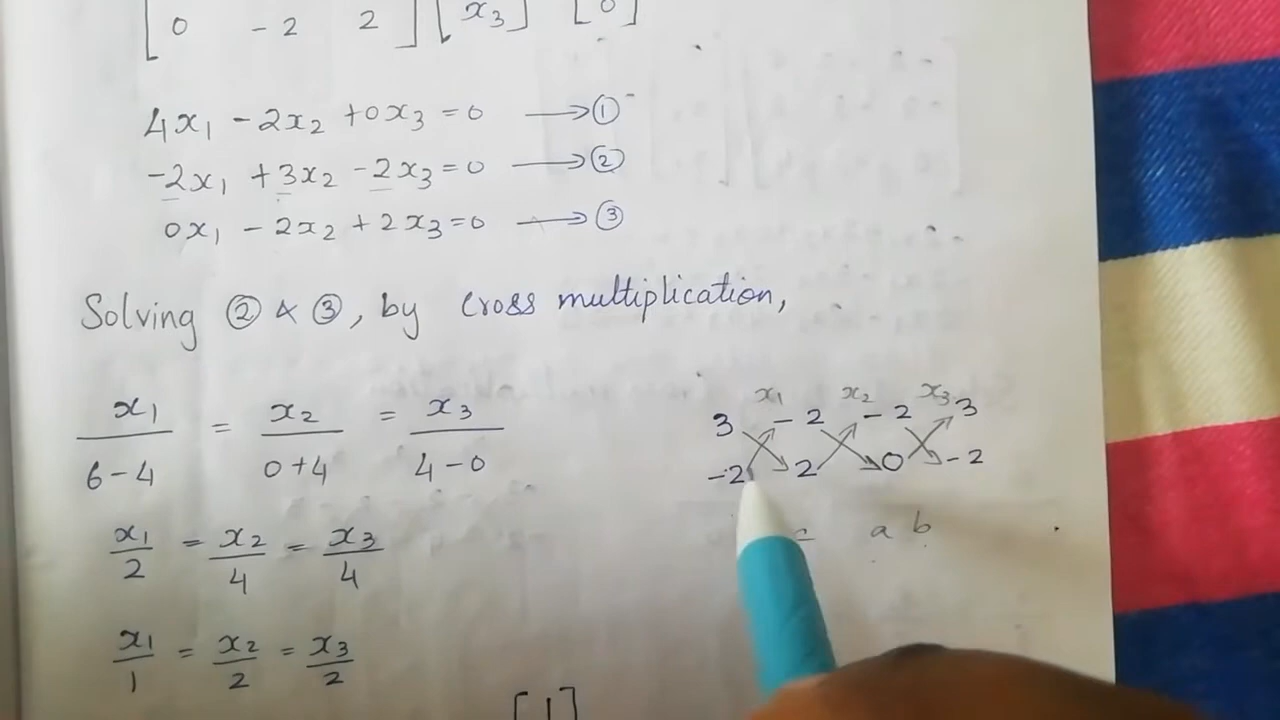 0 -2 2 x3 0
4x1 - 2x2 + 0x3 = 0 → ①
-2x1 + 3x2 - 2x3 = 0 → ②
0x1 - 2x2 + 2x3 = 0 → ③
Solving ② & ③, by Cross multiplication,
x1 x2 x3
x1/6-4 = x2/0+4 = x3/4-0
3 -2 -2 3
-2 2 0 -2
x1/2 = x2/4 = x3/4
a b
x1/1 = x2/2 = x3/2
1